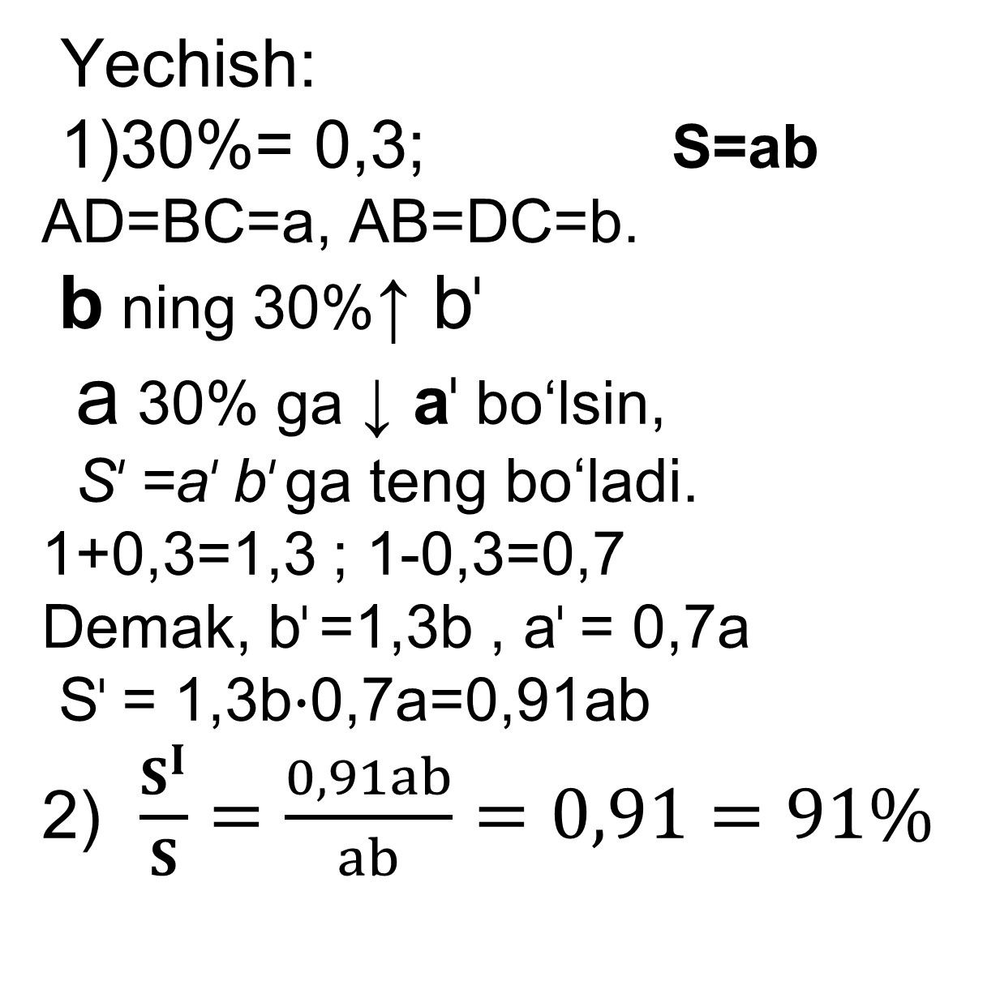 Yechish:
1)30%= 0,3; S=ab
AD=BC=a, AB=DC=b.
b ning 30%↑ b'
a 30% ga ↓ a' bo‘lsin,
S' =a' b' ga teng bo‘ladi.
1+0,3=1,3 ; 1-0,3=0,7
Demak, b' =1,3b , a' = 0,7a
S' = 1,3b·0,7a=0,91ab
2) S^I/S = 0,91ab/ab = 0,91 = 91%